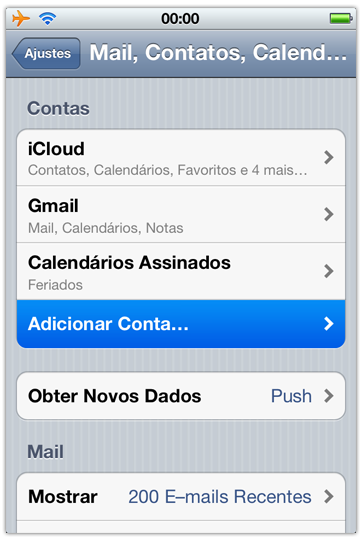 00:00
Ajustes
Mail, Contatos, Calend...
Contas
iCloud
Contatos, Calendários, Favoritos e 4 mais...
Gmail
Mail, Calendários, Notas
Calendários Assinados
Feriados
Adicionar Conta...
Obter Novos Dados Push
Mail
Mostrar 200 E-mails Recentes